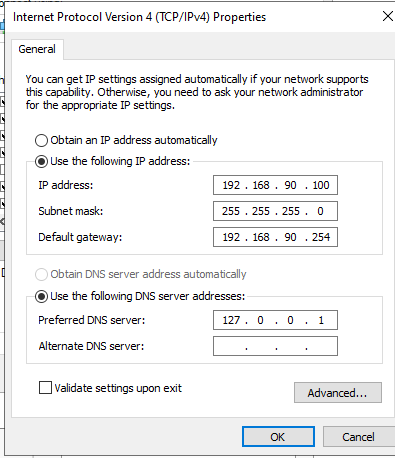 Internet Protocol Version 4 (TCP/IPv4) Properties
General
You can get IP settings assigned automatically if your network supports
this capability. Otherwise, you need to ask your network administrator
for the appropriate IP settings.
Obtain an IP address automatically
Use the following IP address:
IP address: 192 . 168 . 90 . 100
Subnet mask: 255 . 255 . 255 . 0
Default gateway: 192 . 168 . 90 . 254
Obtain DNS server address automatically
Use the following DNS server addresses:
Preferred DNS server: 127 . 0 . 0 . 1
Alternate DNS server: . . .
Validate settings upon exit
Advanced...
OK Cancel